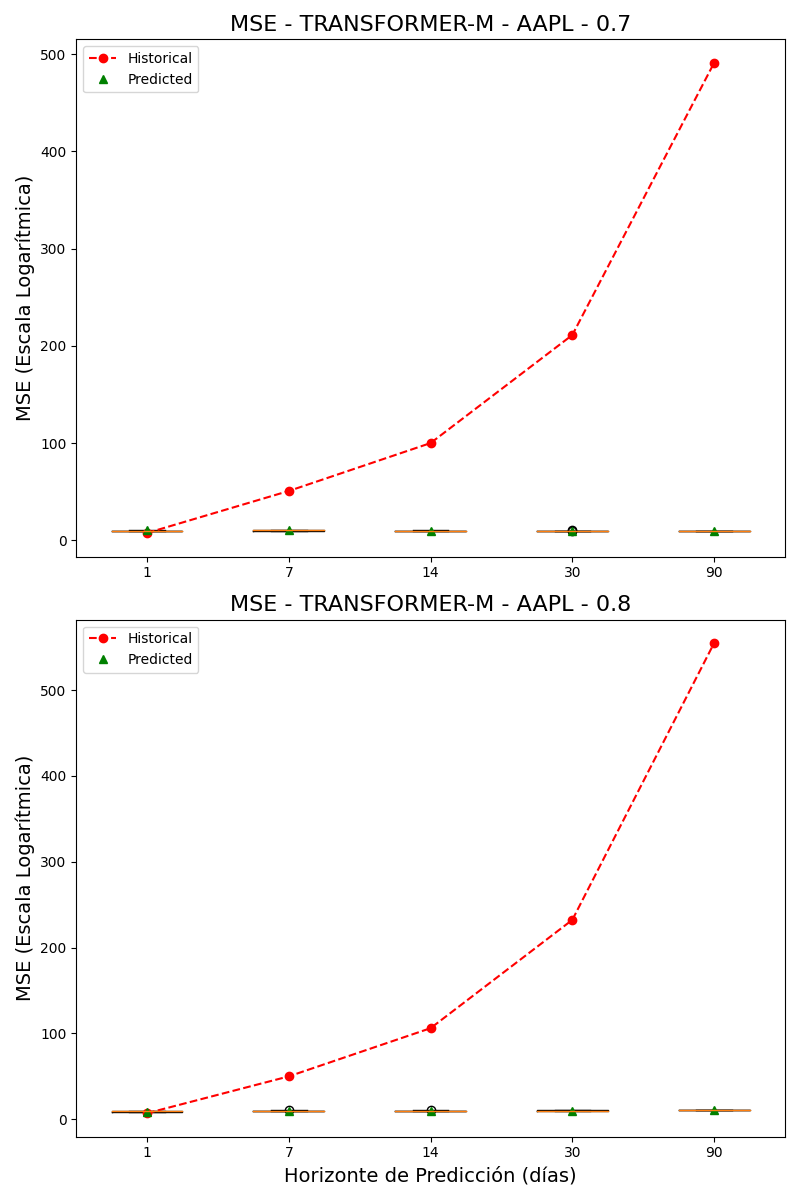 MSE - TRANSFORMER-M - AAPL - 0.7
Historical
Predicted
MSE (Escala Logarítmica)
500
400
300
200
100
0
1 7 14 30 90
MSE - TRANSFORMER-M - AAPL - 0.8
Historical
Predicted
MSE (Escala Logarítmica)
500
400
300
200
100
0
1 7 14 30 90
Horizonte de Predicción (días)